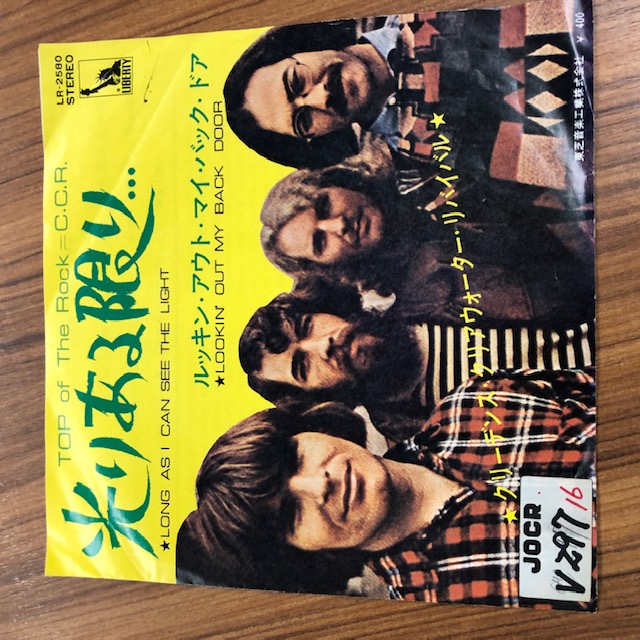 LR-2580
STEREO
LIBERTY
TOP of The Rock=C.C.R.
光りある限り...
★LONG AS I CAN SEE THE LIGHT
ルッキン・アウト・マイ・バック・ドア
★LOOKIN' OUT MY BACK DOOR
★クリーデンス・クリアウォーター・リバイバル★
東芝音楽工業株式会社 ¥400
JOCR
V297 16